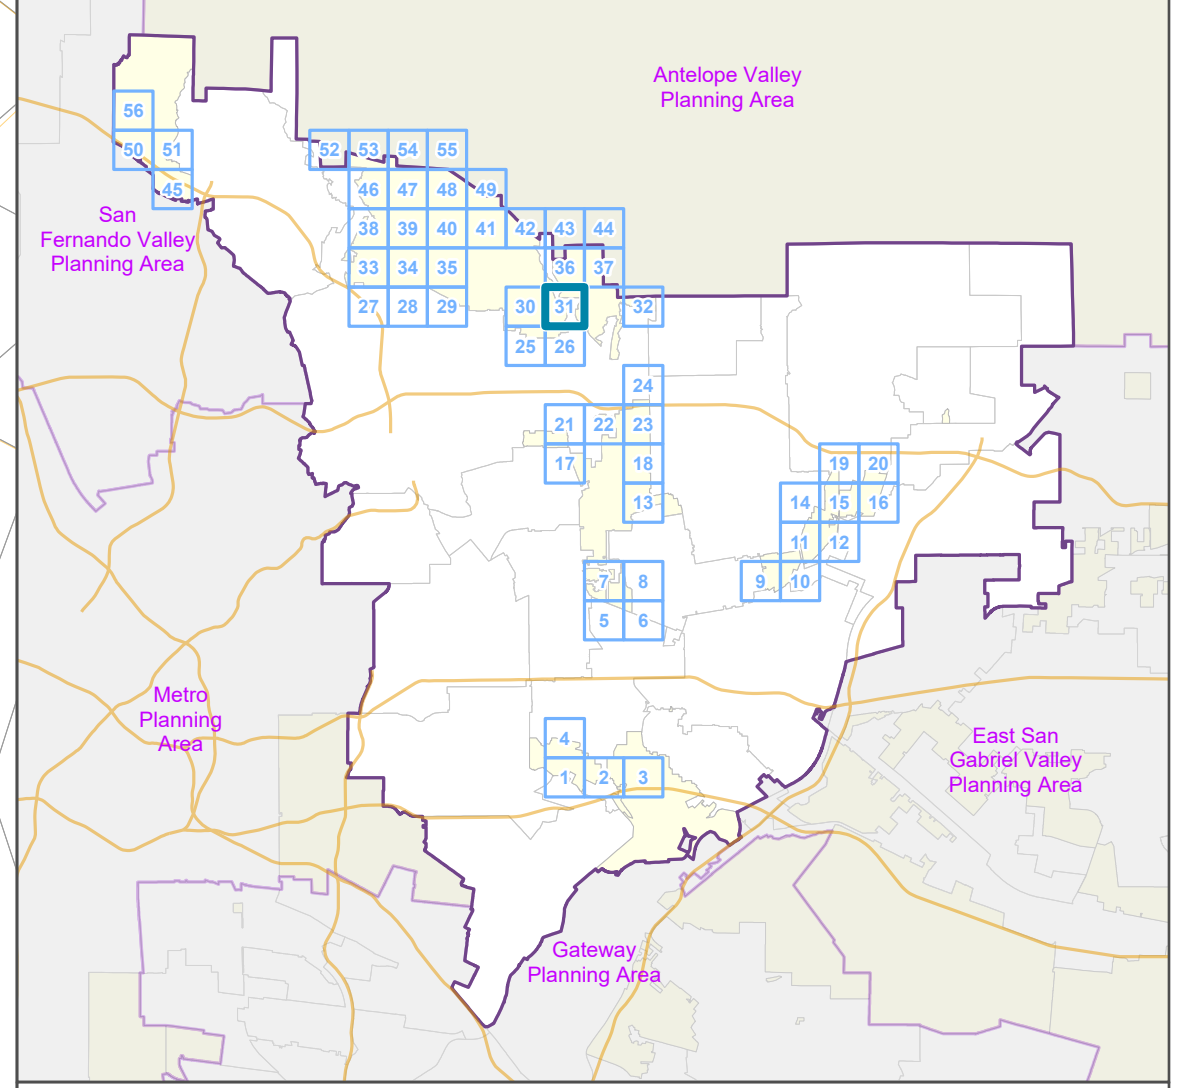 Antelope Valley
Planning Area
56
50 51
52 53 54 55
45
46 47 48 49
San
Fernando Valley
Planning Area
38 39 40 41 42 43 44
33 34 35 36 37
27 28 29 30 31 32
25 26
24
21 22 23
17 18 19 20
13 14 15 16
11 12
7 8 9 10
5 6
Metro
Planning
Area
4
East San
Gabriel Valley
Planning Area
1 2 3
Gateway
Planning Area